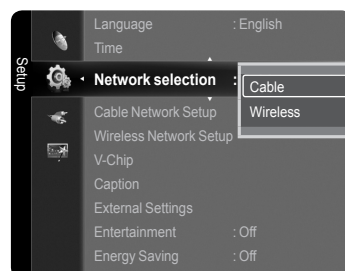 Setup
Language : English
Time
Network selection :
Cable
Wireless
Cable Network Setup
Wireless Network Setup
V-Chip
Caption
External Settings
Entertainment : Off
Energy Saving : Off